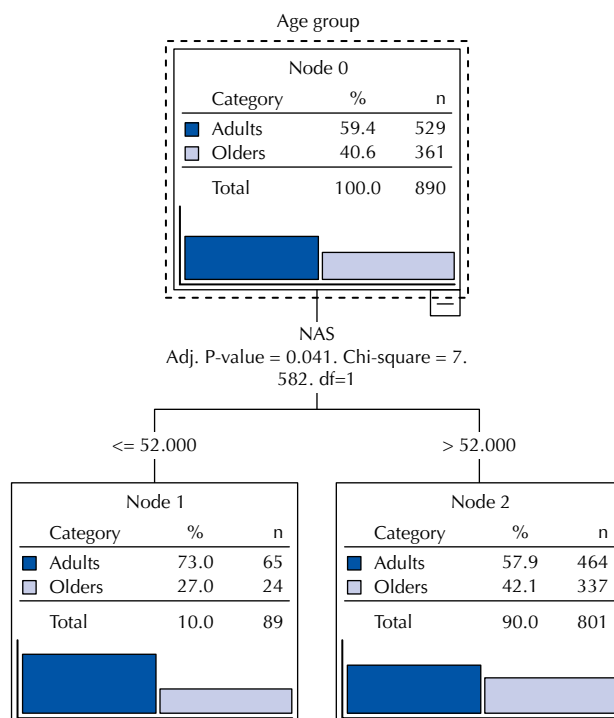 Age group
Node 0
Category % n
Adults 59.4 529
Olders 40.6 361
Total 100.0 890
NAS
Adj. P-value = 0.041. Chi-square = 7.
582. df=1
<= 52.000
> 52.000
Node 1
Category % n
Adults 73.0 65
Olders 27.0 24
Total 10.0 89
Node 2
Category % n
Adults 57.9 464
Olders 42.1 337
Total 90.0 801